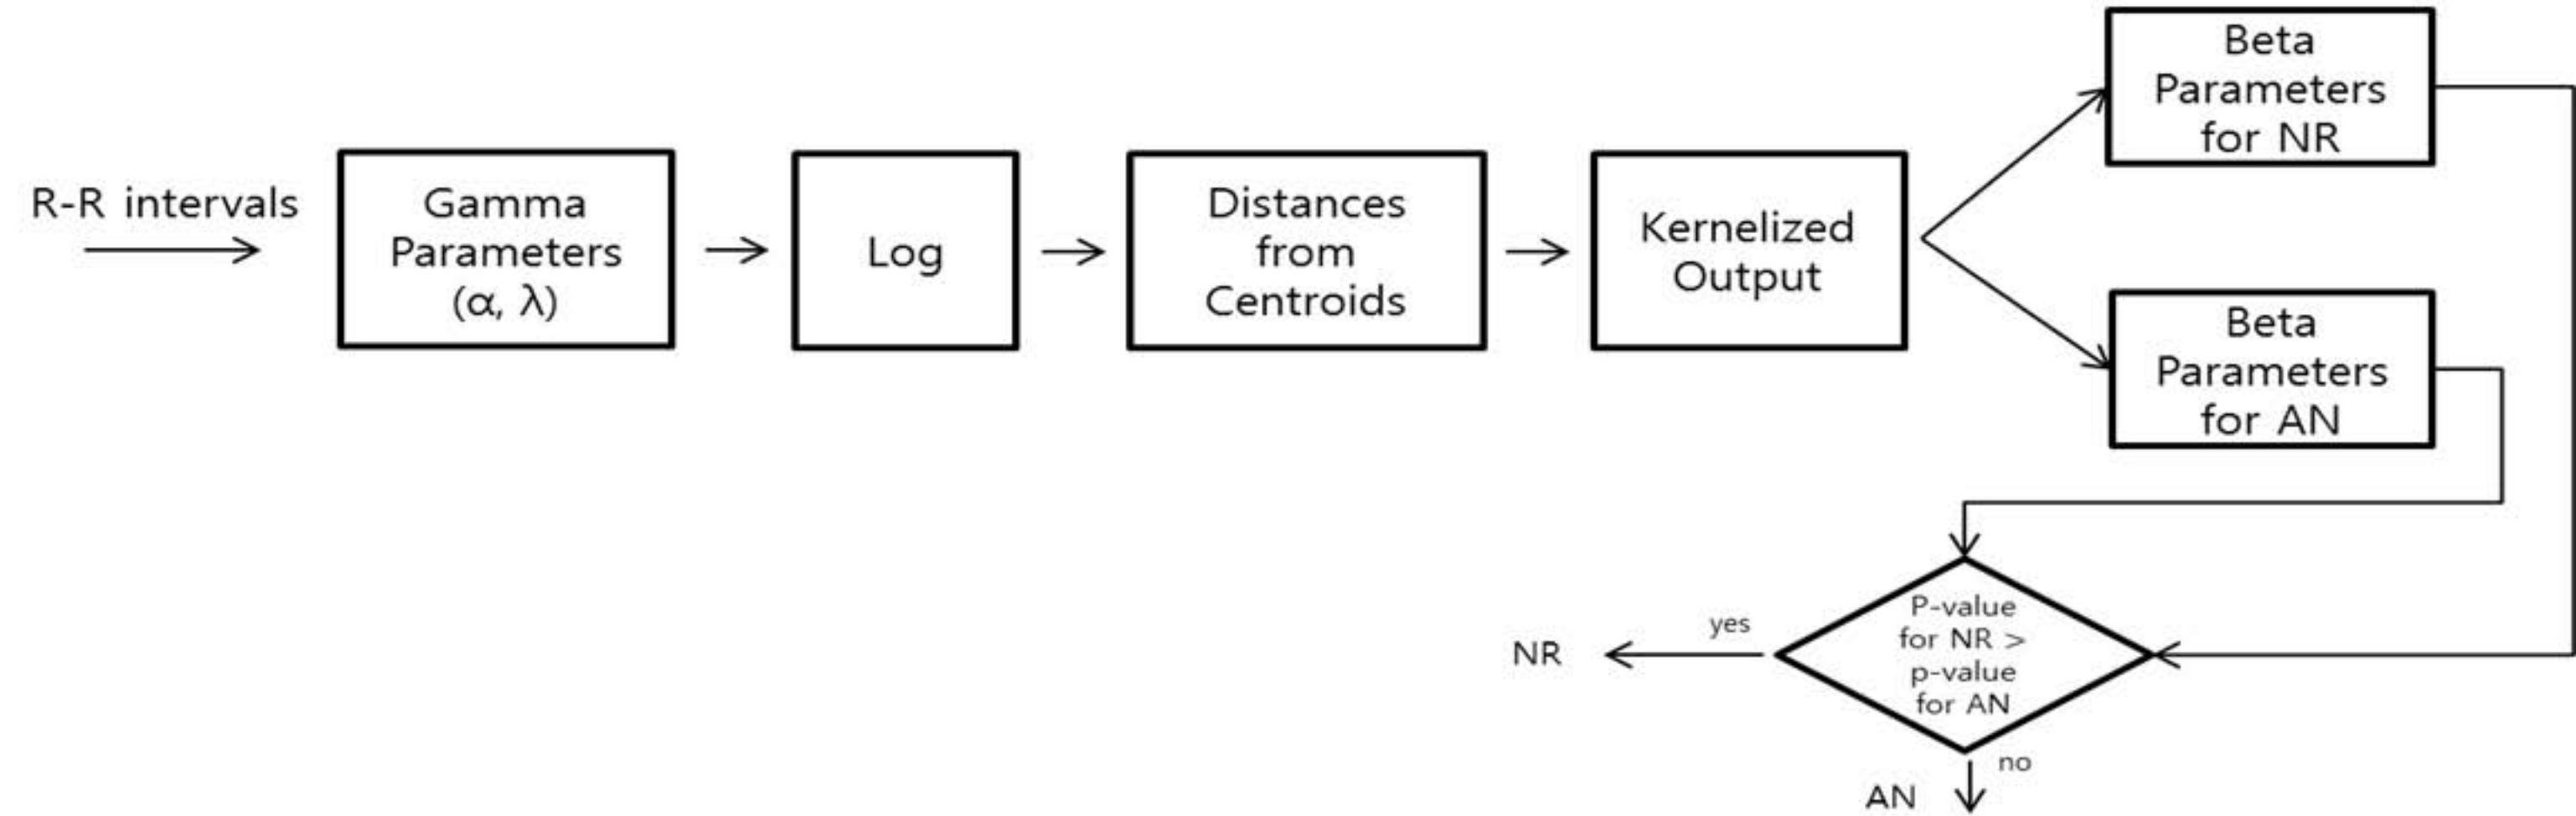 R-R intervals
Gamma
Parameters
(α, λ)
Log
Distances
from
Centroids
Kernelized
Output
Beta
Parameters
for NR
Beta
Parameters
for AN
P-value
for NR >
p-value
for AN
yes
NR
no
AN